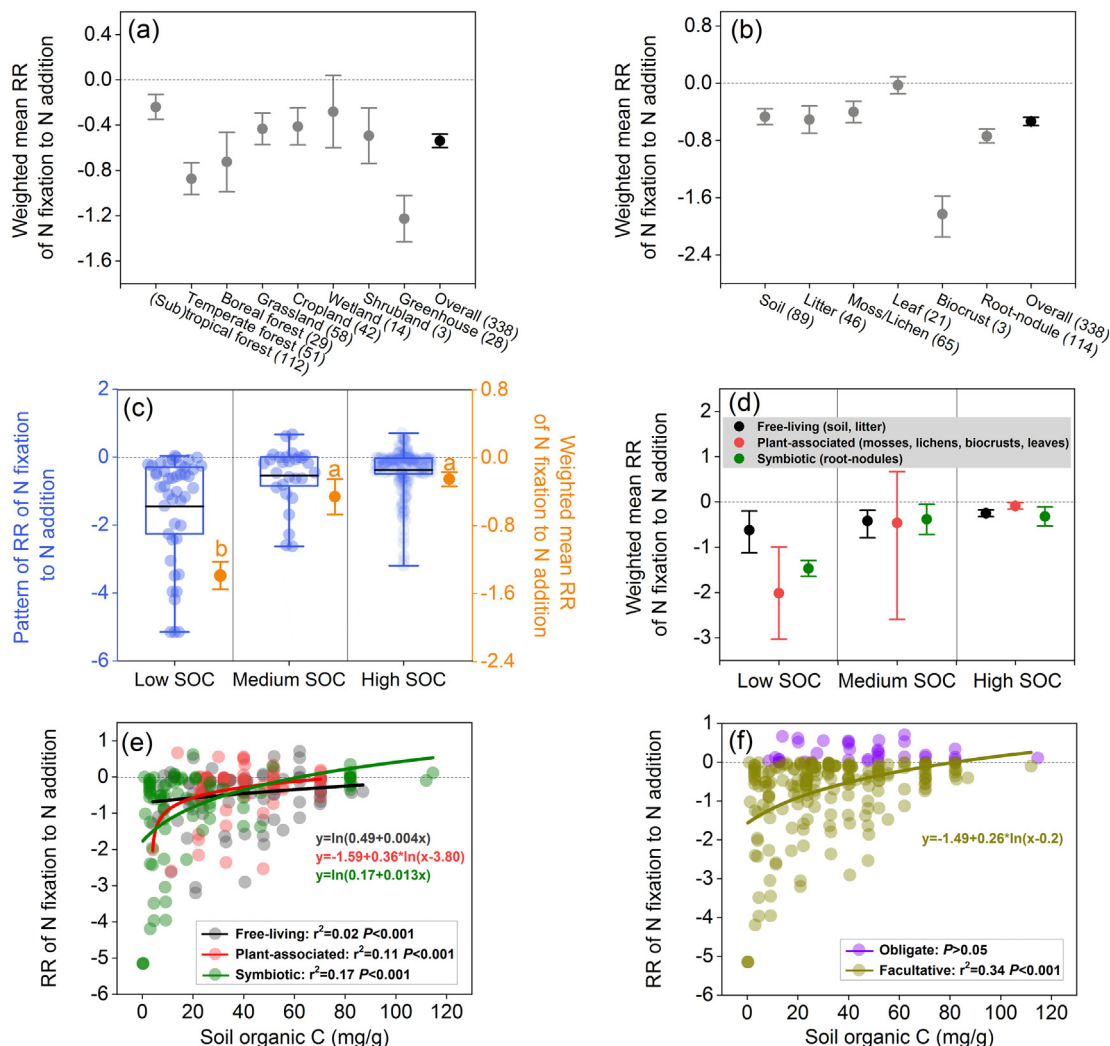 (a)
Weighted mean RR
of N fixation to N addition
0.4
0.0
-0.4
-0.8
-1.2
-1.6
(Sub)tropical forest (112)
Temperate forest (51)
Boreal forest (29)
Grassland (58)
Cropland (42)
Wetland (14)
Shrubland (3)
Greenhouse (28)
Overall (338)
(b)
Weighted mean RR
of N fixation to N addition
0.0
-0.8
-1.6
-2.4
Soil (89)
Litter (46)
Moss/Lichen (65)
Leaf (21)
Biocrust (3)
Root-nodule (114)
Overall (338)
(c)
Pattern of RR of N fixation
to N addition
2
0
-2
-4
-6
b
a
a
0.8
0.0
-0.8
-1.6
-2.4
Weighted mean RR
of N fixation to N addition
Low SOC
Medium SOC
High SOC
(d)
Weighted mean RR
of N fixation to N addition
2
1
0
-1
-2
-3
Free-living (soil, litter)
Plant-associated (mosses, lichens, biocrusts, leaves)
Symbiotic (root-nodules)
Low SOC
Medium SOC
High SOC
(e)
RR of N fixation to N addition
1
0
-1
-2
-3
-4
-5
y=ln(0.49+0.004x)
y=-1.59+0.36*ln(x-3.80)
y=ln(0.17+0.013x)
Free-living: r²=0.02 P<0.001
Plant-associated: r²=0.11 P<0.001
Symbiotic: r²=0.17 P<0.001
0 20 40 60 80 100 120
Soil organic C (mg/g)
(f)
RR of N fixation to N addition
1
0
-1
-2
-3
-4
-5
-6
y=-1.49+0.26*ln(x-0.2)
Obligate: P>0.05
Facultative: r²=0.34 P<0.001
0 20 40 60 80 100 120
Soil organic C (mg/g)